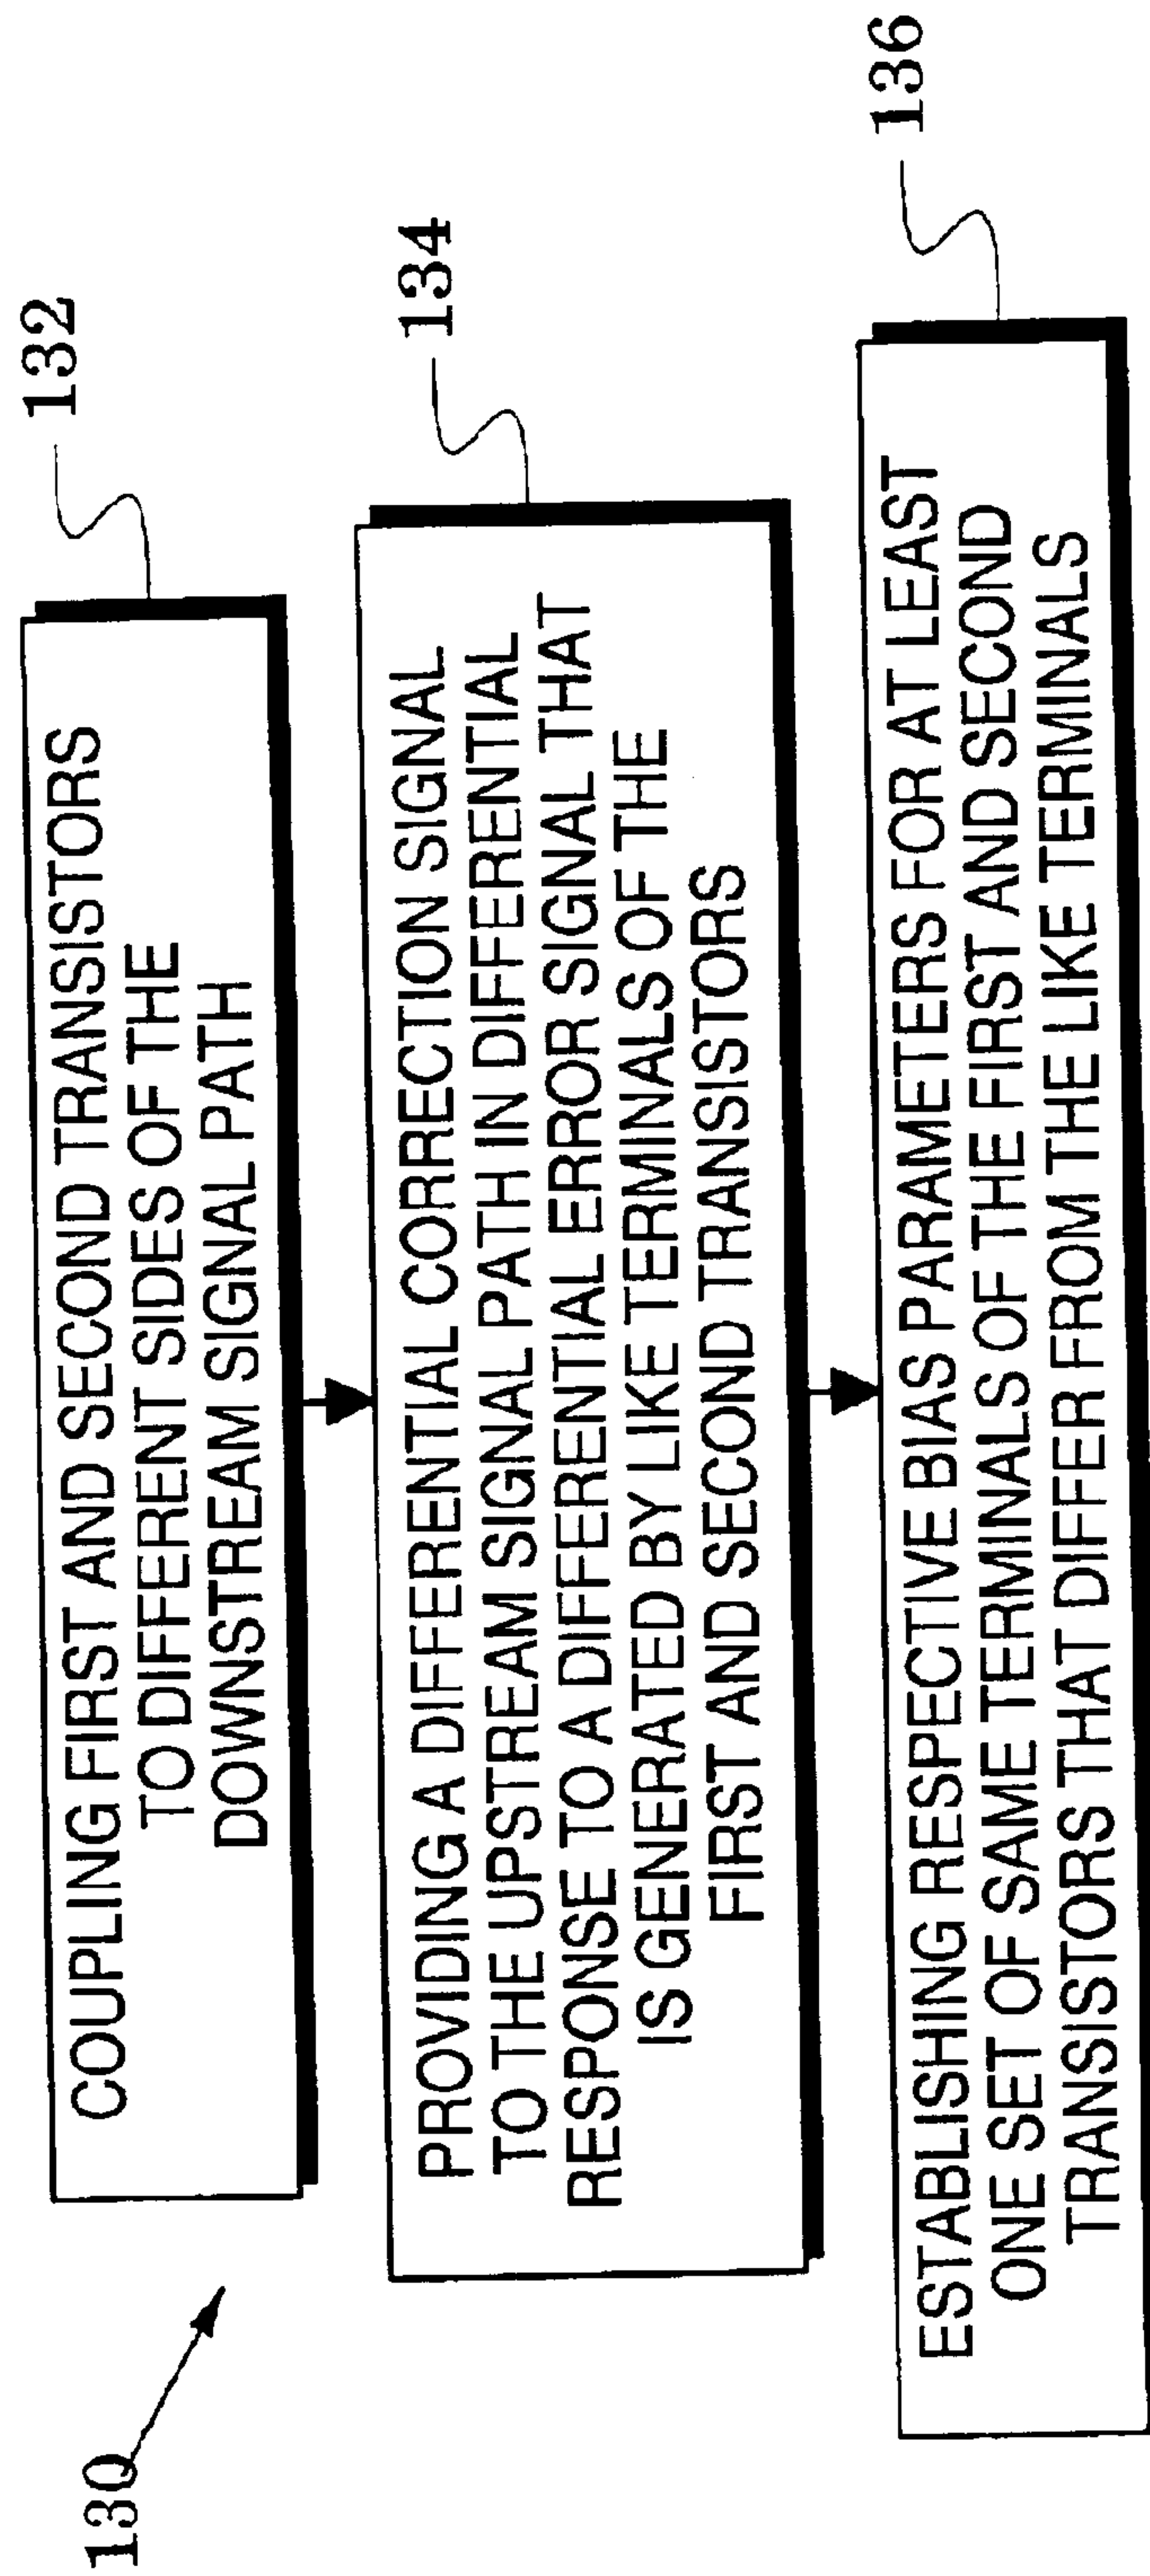 130
COUPLING FIRST AND SECOND TRANSISTORS
TO DIFFERENT SIDES OF THE
DOWNSTREAM SIGNAL PATH
132
PROVIDING A DIFFERENTIAL CORRECTION SIGNAL
TO THE UPSTREAM SIGNAL PATH IN DIFFERENTIAL
RESPONSE TO A DIFFERENTIAL ERROR SIGNAL THAT
IS GENERATED BY LIKE TERMINALS OF THE
FIRST AND SECOND TRANSISTORS
134
ESTABLISHING RESPECTIVE BIAS PARAMETERS FOR AT LEAST
ONE SET OF SAME TERMINALS OF THE FIRST AND SECOND
TRANSISTORS THAT DIFFER FROM THE LIKE TERMINALS
136